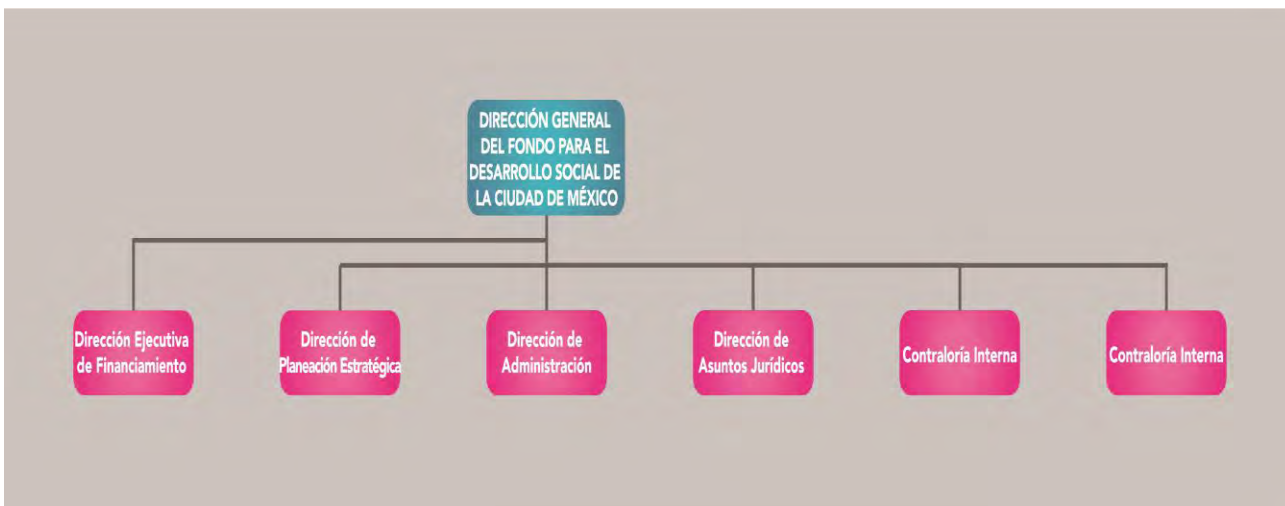 DIRECCIÓN GENERAL
DEL FONDO PARA EL
DESARROLLO SOCIAL DE
LA CIUDAD DE MÉXICO
Dirección Ejecutiva
de Financiamiento
Dirección de
Planeación Estratégica
Dirección de
Administración
Dirección de
Asuntos Jurídicos
Contraloría Interna
Contraloría Interna